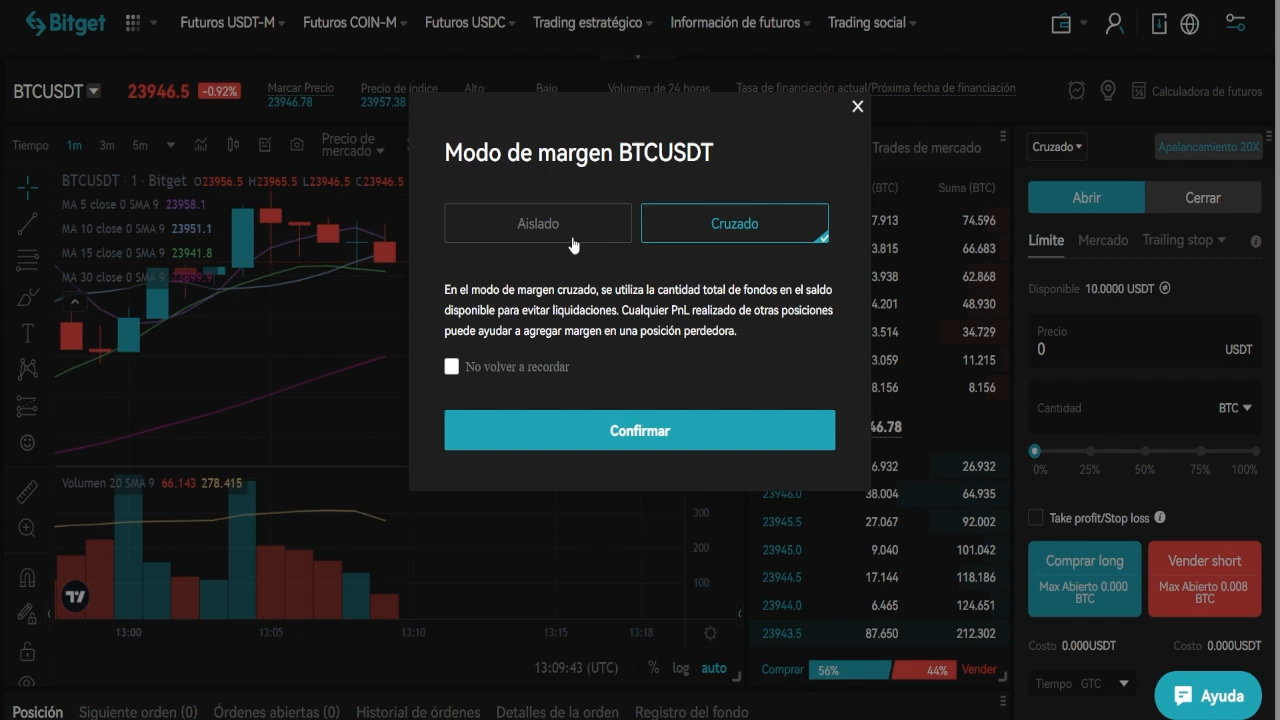 Bitget
Futuros USDT-M
Futuros COIN-M
Futuros USDC
Trading estratégico
Información de futuros
Trading social
BTCUSDT
23946.5
-0.92%
Marcar Precio
23946.78
Precio de índice
23957.38
Alto
Bajo
Volumen de 24 horas
Tasa de financiación actual/Próxima fecha de financiación
Calculadora de futuros
Tiempo
1m
3m
5m
Precio de
mercado
BTCUSDT · 1 · Bitget O23956.5 H23965.5 L23946.5 C23946.5
MA 5 close 0 SMA 9 23958.1
MA 10 close 0 SMA 9 23951.1
MA 15 close 0 SMA 9 23941.8
MA 30 close 0 SMA 9 23899.9
Volumen 20 SMA 9 66.143 278.415
300
200
100
13:00
13:05
13:10
13:15
13:18
13:09:43 (UTC)
%
log
auto
Modo de margen BTCUSDT
Aislado
Cruzado
En el modo de margen cruzado, se utiliza la cantidad total de fondos en el saldo
disponible para evitar liquidaciones. Cualquier PnL realizado de otras posiciones
puede ayudar a agregar margen en una posición perdedora.
No volver a recordar
Confirmar
Trades de mercado
(BTC)
Suma (BTC)
7.913 74.596
3.815 66.683
3.938 62.868
4.201 48.930
3.514 34.729
3.059 11.215
8.156 8.156
46.78
6.932 26.932
23946.0 38.004 64.935
23945.5 27.067 92.002
23945.0 9.040 101.042
23944.5 17.144 118.186
23944.0 6.465 124.651
23943.5 87.650 212.302
Comprar 56% 44% Vender
Cruzado
Apalancamiento 20X
Abrir
Cerrar
Límite
Mercado
Trailing stop
Disponible 10.0000 USDT
Precio
0
USDT
Cantidad
BTC
0% 25% 50% 75% 100%
Take profit/Stop loss
Comprar long
Max Abierto 0.000
BTC
Vender short
Max Abierto 0.008
BTC
Costo 0.000USDT
Costo 0.000USDT
Tiempo GTC
Ayuda
Posición
Siguiente orden (0)
Órdenes abiertas (0)
Historial de órdenes
Detalles de la orden
Registro del fondo